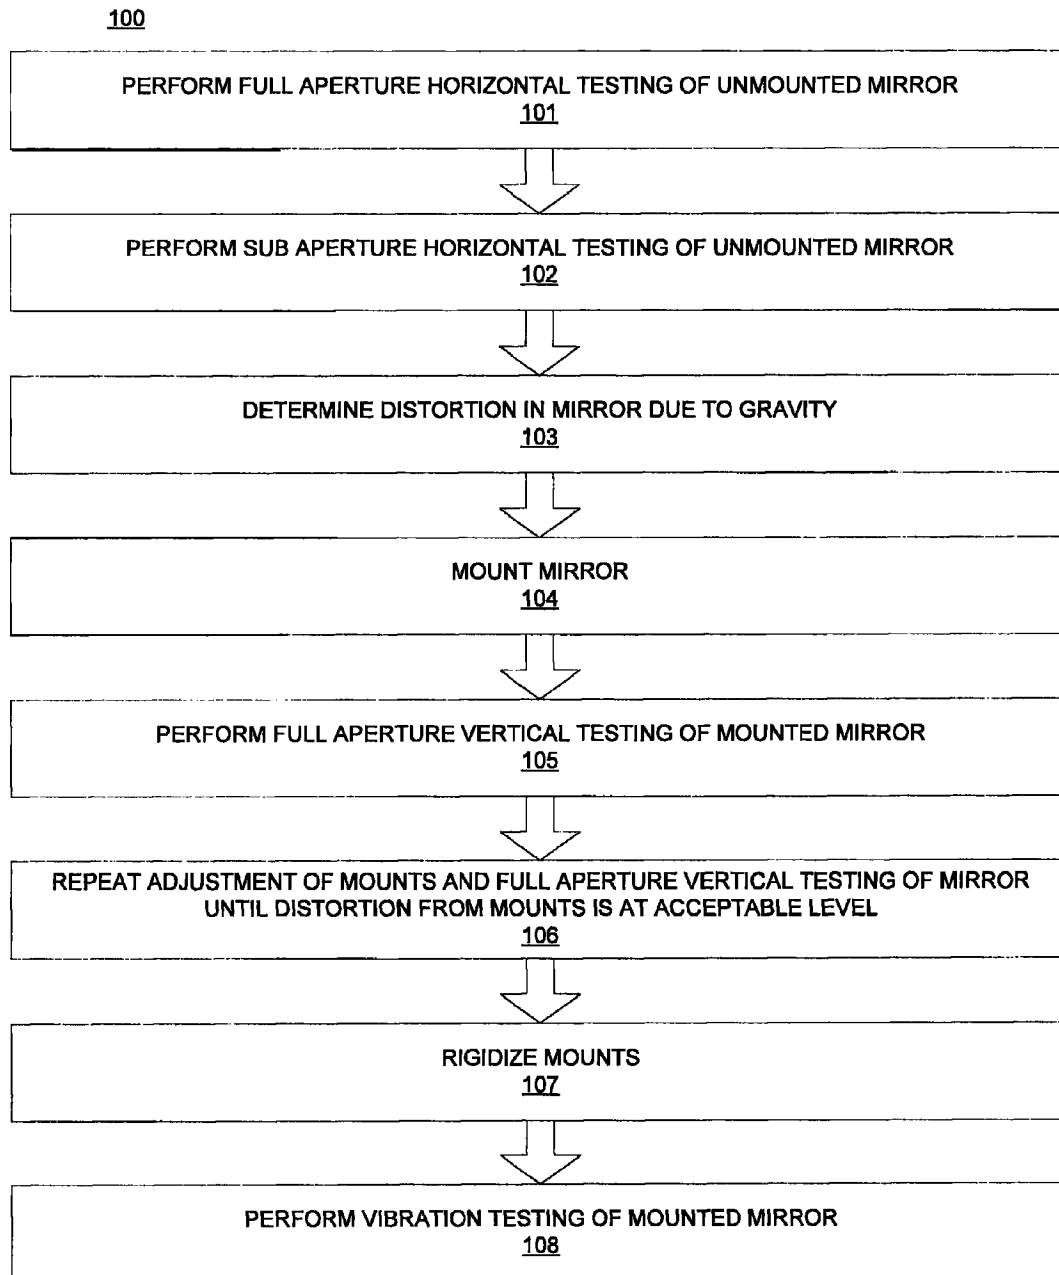 100
PERFORM FULL APERTURE HORIZONTAL TESTING OF UNMOUNTED MIRROR
101
PERFORM SUB APERTURE HORIZONTAL TESTING OF UNMOUNTED MIRROR
102
DETERMINE DISTORTION IN MIRROR DUE TO GRAVITY
103
MOUNT MIRROR
104
PERFORM FULL APERTURE VERTICAL TESTING OF MOUNTED MIRROR
105
REPEAT ADJUSTMENT OF MOUNTS AND FULL APERTURE VERTICAL TESTING OF MIRROR
UNTIL DISTORTION FROM MOUNTS IS AT ACCEPTABLE LEVEL
106
RIGIDIZE MOUNTS
107
PERFORM VIBRATION TESTING OF MOUNTED MIRROR
108